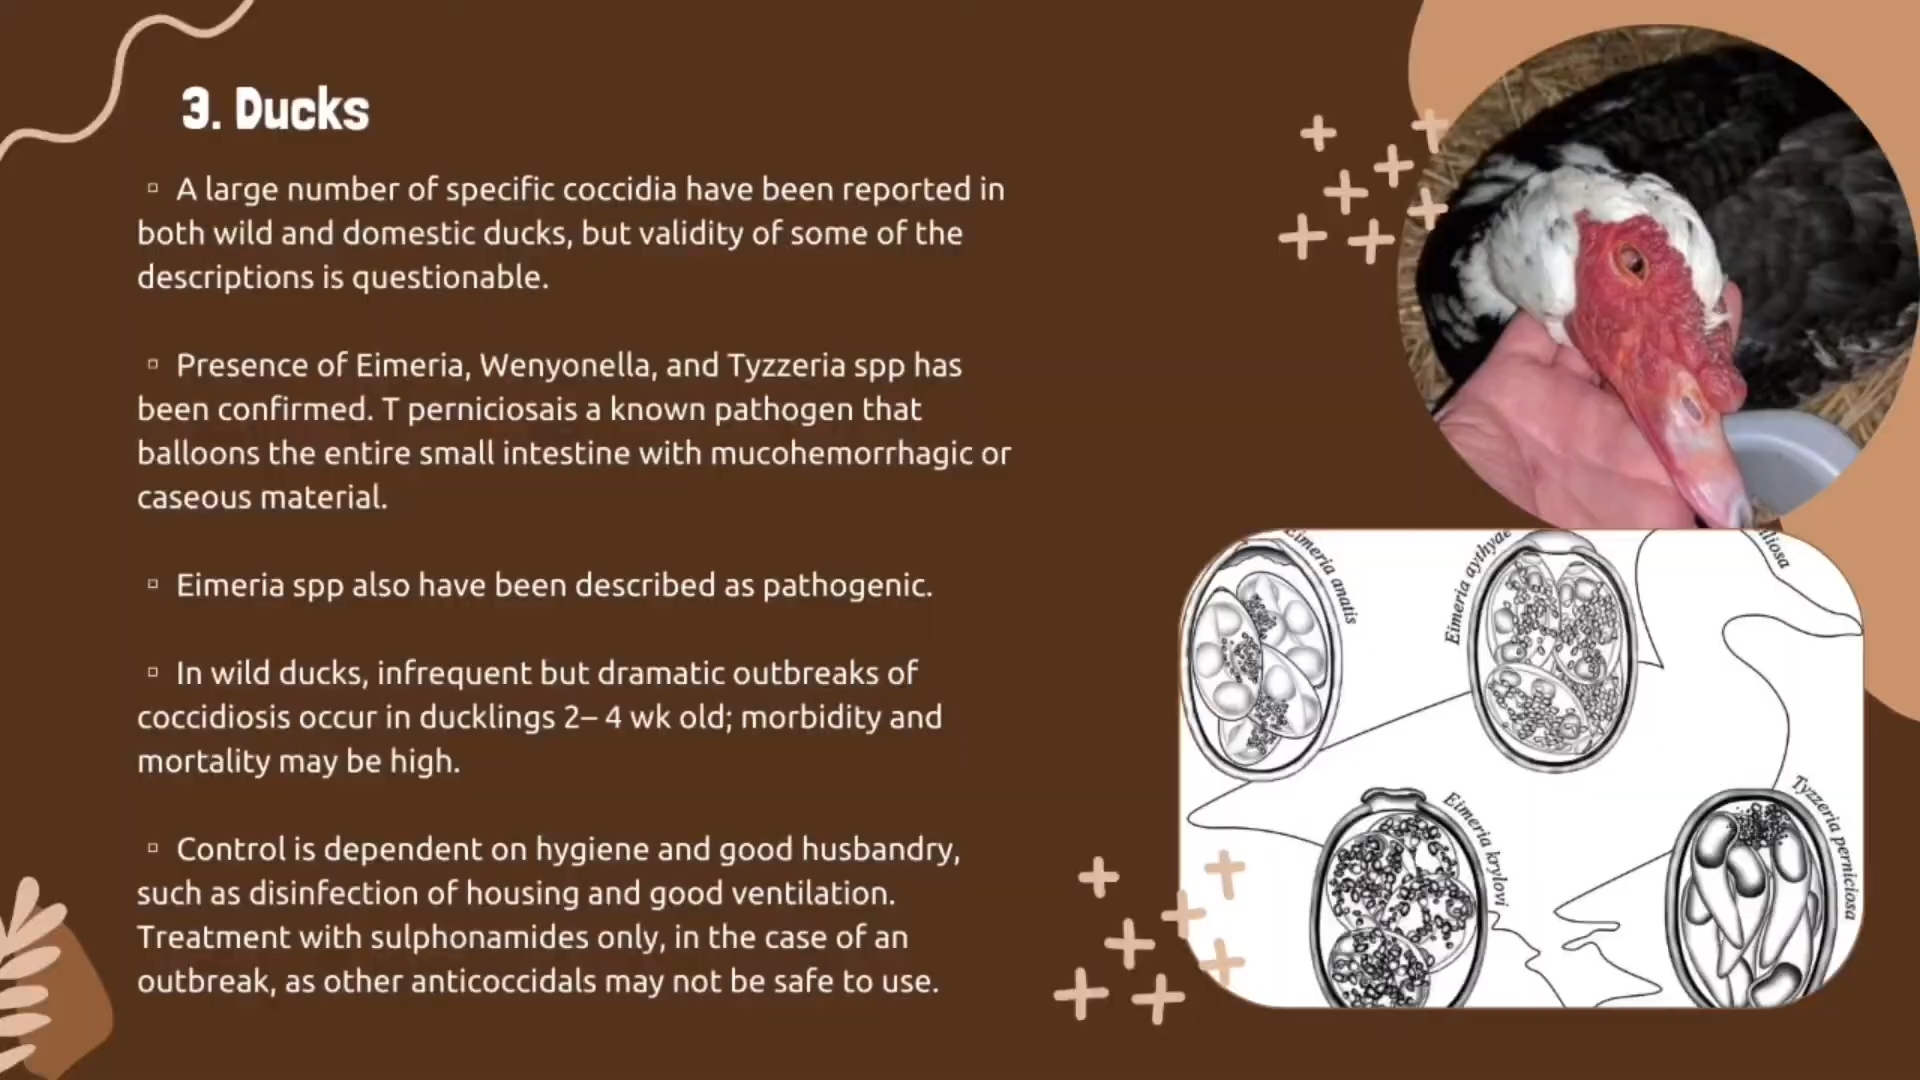 3. Ducks
▫ A large number of specific coccidia have been reported in
both wild and domestic ducks, but validity of some of the
descriptions is questionable.
▫ Presence of Eimeria, Wenyonella, and Tyzzeria spp has
been confirmed. T perniciosais a known pathogen that
balloons the entire small intestine with mucohemorrhagic or
caseous material.
▫ Eimeria spp also have been described as pathogenic.
▫ In wild ducks, infrequent but dramatic outbreaks of
coccidiosis occur in ducklings 2– 4 wk old; morbidity and
mortality may be high.
▫ Control is dependent on hygiene and good husbandry,
such as disinfection of housing and good ventilation.
Treatment with sulphonamides only, in the case of an
outbreak, as other anticoccidals may not be safe to use.
Eimeria anatis
Eimeria aythyae
Eimeria krylovi
Tyzzeria perniciosa